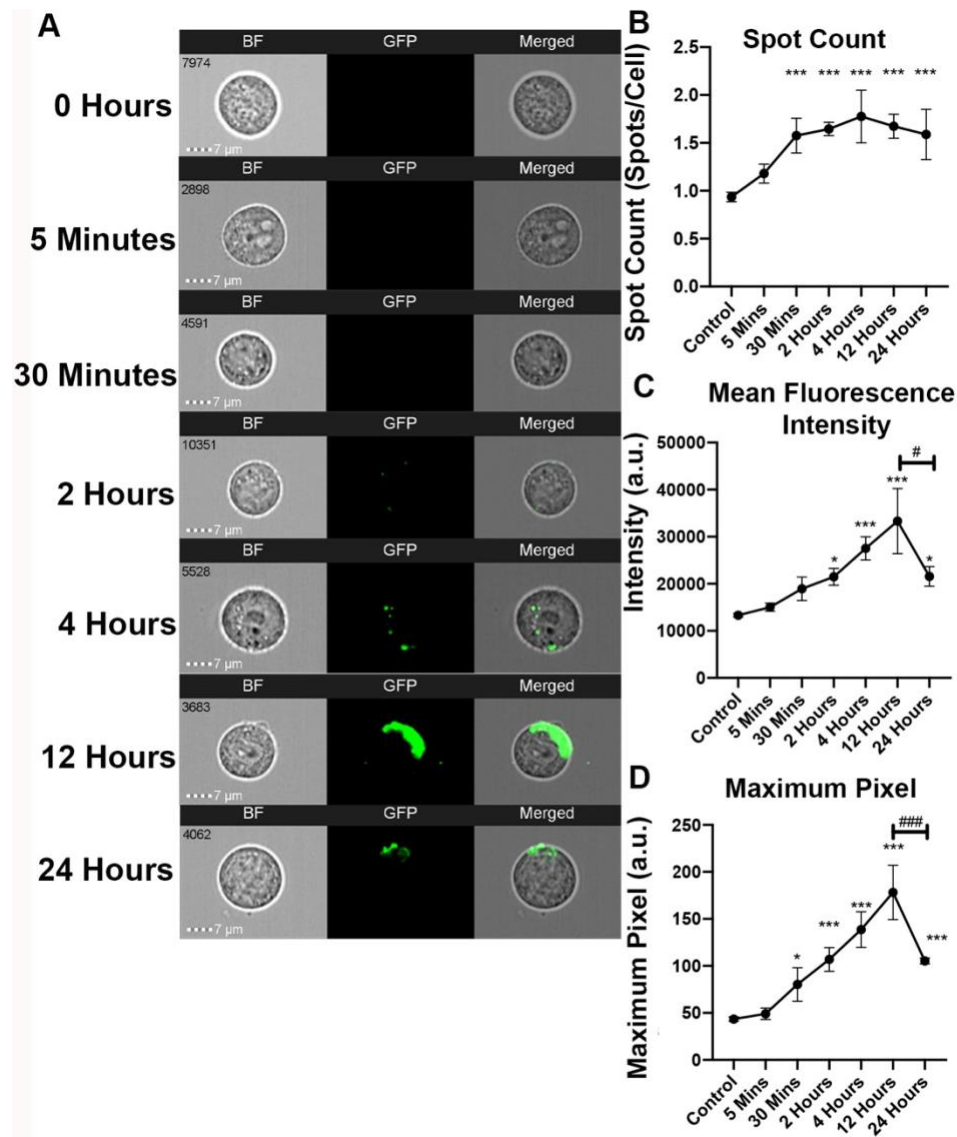 A
BF GFP Merged
0 Hours
7974
7 µm
BF GFP Merged
5 Minutes
2898
7 µm
BF GFP Merged
30 Minutes
4591
7 µm
BF GFP Merged
2 Hours
10351
7 µm
BF GFP Merged
4 Hours
5528
7 µm
BF GFP Merged
12 Hours
3683
7 µm
BF GFP Merged
24 Hours
4062
7 µm
B
Spot Count
Spot Count (Spots/Cell)
2.5
2.0
1.5
1.0
0.5
0.0
*** *** *** *** ***
Control
5 Mins
30 Mins
2 Hours
4 Hours
12 Hours
24 Hours
C
Mean Fluorescence
Intensity
Intensity (a.u.)
50000
40000
30000
20000
10000
0
#
***
***
*
*
Control
5 Mins
30 Mins
2 Hours
4 Hours
12 Hours
24 Hours
D
Maximum Pixel
Maximum Pixel (a.u.)
250
200
150
100
50
0
###
***
***
***
***
*
Control
5 Mins
30 Mins
2 Hours
4 Hours
12 Hours
24 Hours